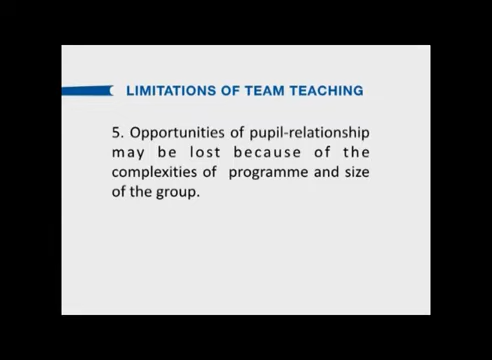 LIMITATIONS OF TEAM TEACHING
5. Opportunities of pupil-relationship
may be lost because of the
complexities of programme and size
of the group.